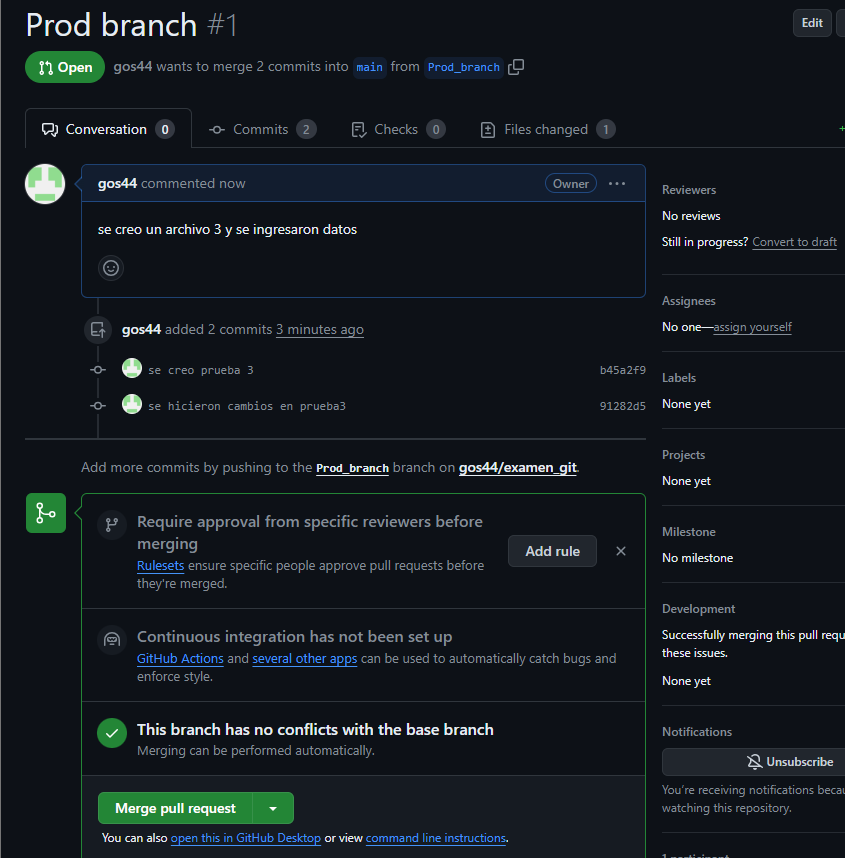 Prod branch #1
Edit
Open
gos44 wants to merge 2 commits into main from Prod_branch
Conversation 0
Commits 2
Checks 0
Files changed 1
gos44 commented now
Owner
se creo un archivo 3 y se ingresaron datos
gos44 added 2 commits 3 minutes ago
se creo prueba 3
b45a2f9
se hicieron cambios en prueba3
91282d5
Add more commits by pushing to the Prod_branch branch on gos44/examen_git.
Require approval from specific reviewers before
merging
Rulesets ensure specific people approve pull requests before
they're merged.
Add rule
Continuous integration has not been set up
GitHub Actions and several other apps can be used to automatically catch bugs and
enforce style.
This branch has no conflicts with the base branch
Merging can be performed automatically.
Merge pull request
You can also open this in GitHub Desktop or view command line instructions.
Reviewers
No reviews
Still in progress? Convert to draft
Assignees
No one—assign yourself
Labels
None yet
Projects
None yet
Milestone
No milestone
Development
Successfully merging this pull requ
these issues.
None yet
Notifications
Unsubscribe
You're receiving notifications beca
watching this repository.
1 participant